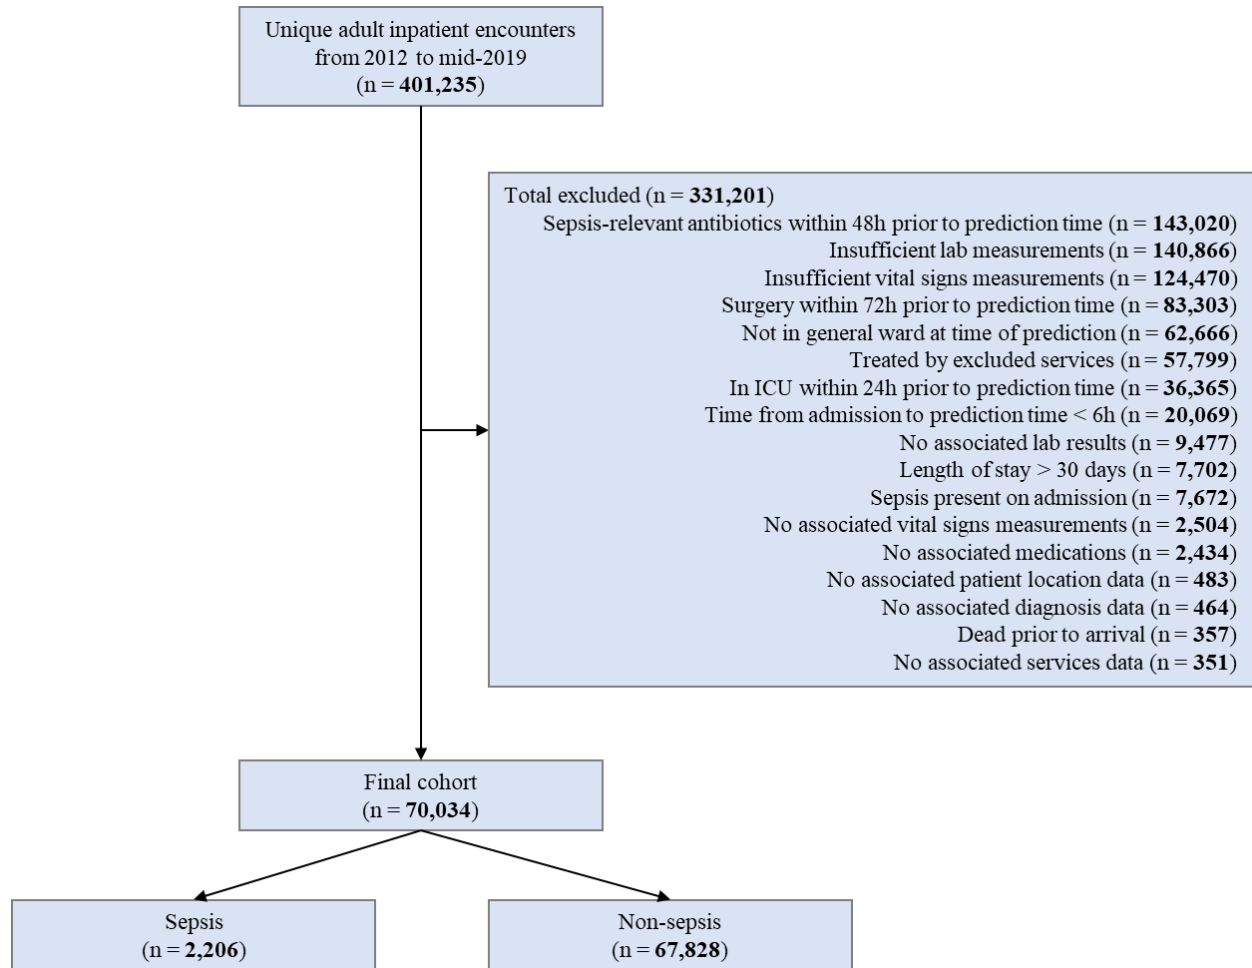 Unique adult inpatient encounters
from 2012 to mid-2019
(n = 401,235)
Total excluded (n = 331,201)
Sepsis-relevant antibiotics within 48h prior to prediction time (n = 143,020)
Insufficient lab measurements (n = 140,866)
Insufficient vital signs measurements (n = 124,470)
Surgery within 72h prior to prediction time (n = 83,303)
Not in general ward at time of prediction (n = 62,666)
Treated by excluded services (n = 57,799)
In ICU within 24h prior to prediction time (n = 36,365)
Time from admission to prediction time < 6h (n = 20,069)
No associated lab results (n = 9,477)
Length of stay > 30 days (n = 7,702)
Sepsis present on admission (n = 7,672)
No associated vital signs measurements (n = 2,504)
No associated medications (n = 2,434)
No associated patient location data (n = 483)
No associated diagnosis data (n = 464)
Dead prior to arrival (n = 357)
No associated services data (n = 351)
Final cohort
(n = 70,034)
Sepsis
(n = 2,206)
Non-sepsis
(n = 67,828)